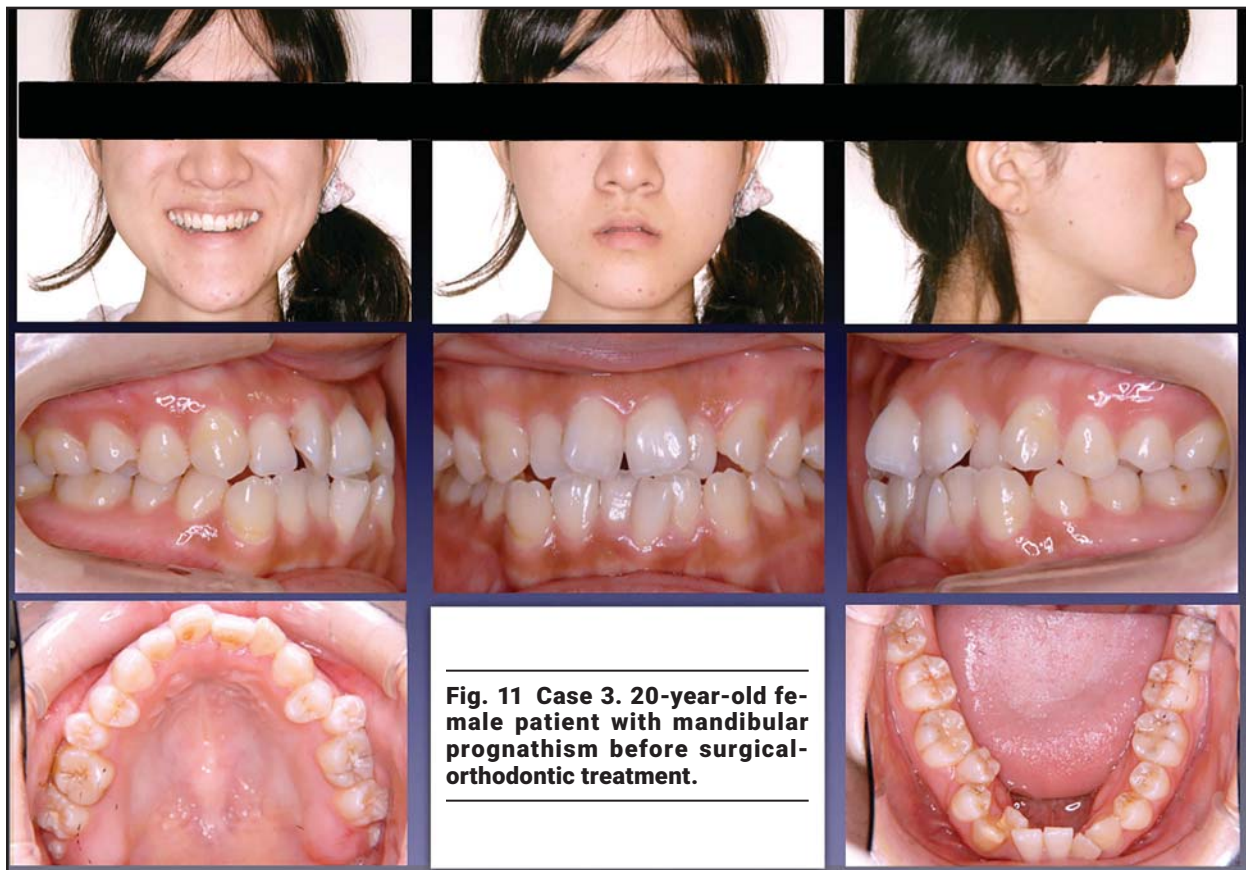 Fig. 11 Case 3. 20-year-old fe-
male patient with mandibular
prognathism before surgical-
orthodontic treatment.